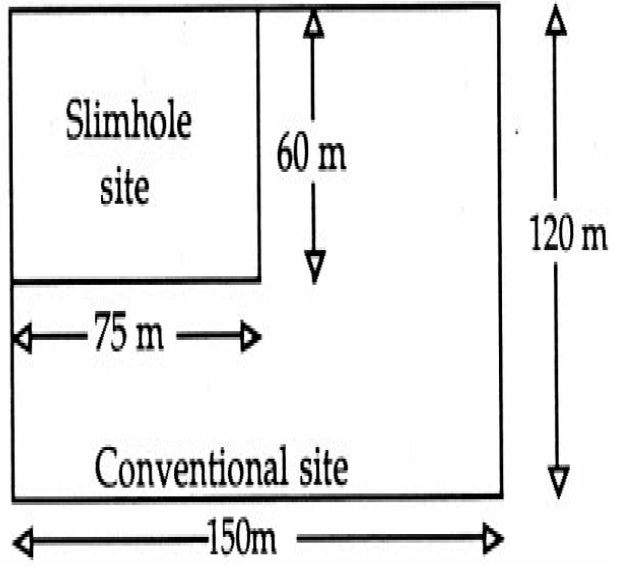 Slimhole
site
60 m
120 m
75 m
Conventional site
150m